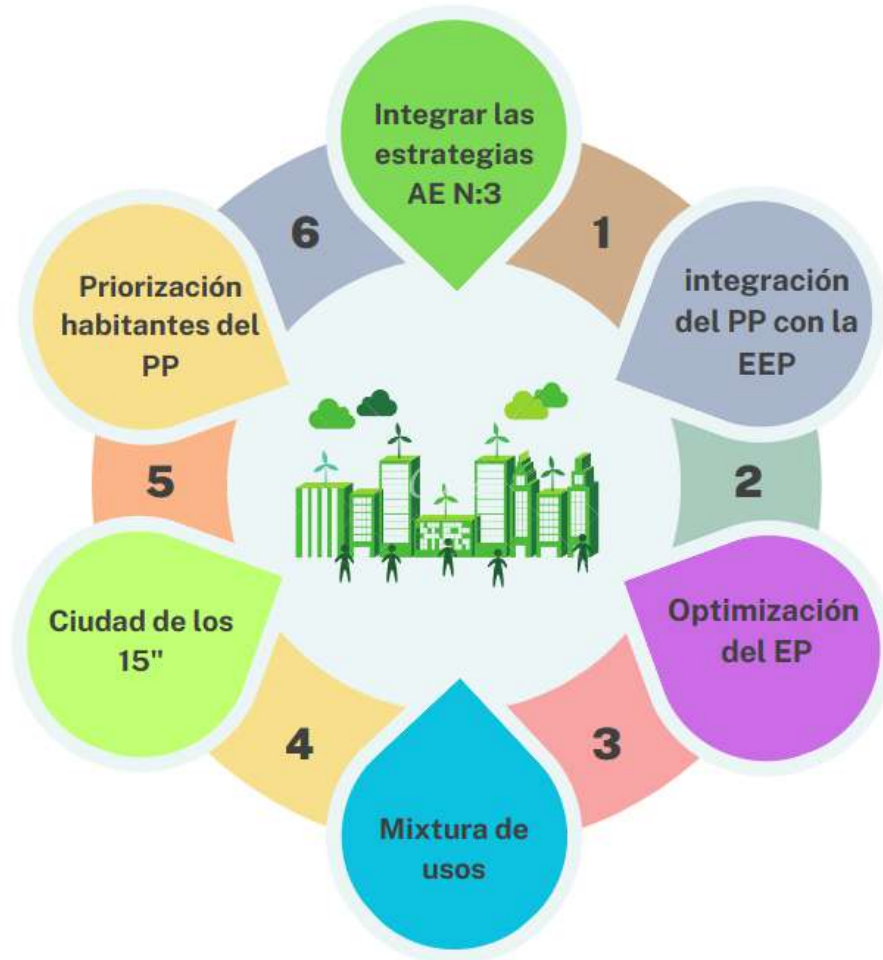 Integrar las
estrategias
AE N:3
1
integración
del PP con la
EEP
2
Optimización
del EP
3
Mixtura de
usos
4
Ciudad de los
15"
5
Priorización
habitantes del
PP
6